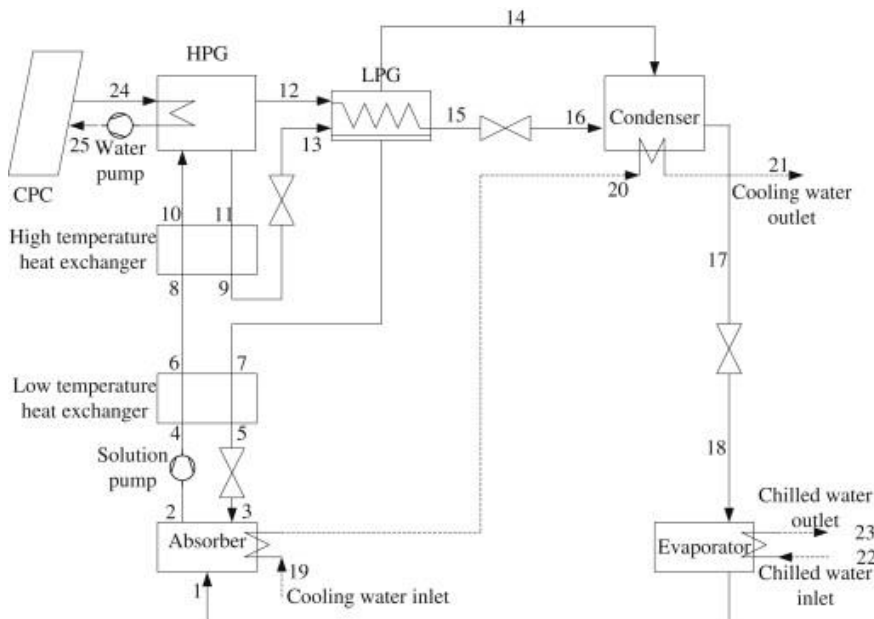 14
HPG
LPG
24
12
15
16
Condenser
13
25
Water
pump
21
20
Cooling water
outlet
CPC
10
11
High temperature
heat exchanger
17
8
9
6
7
Low temperature
heat exchanger
4
5
18
Solution
pump
2
3
Chilled water
outlet
Absorber
23
Evaporator
22
19
1
Cooling water inlet
Chilled water
inlet